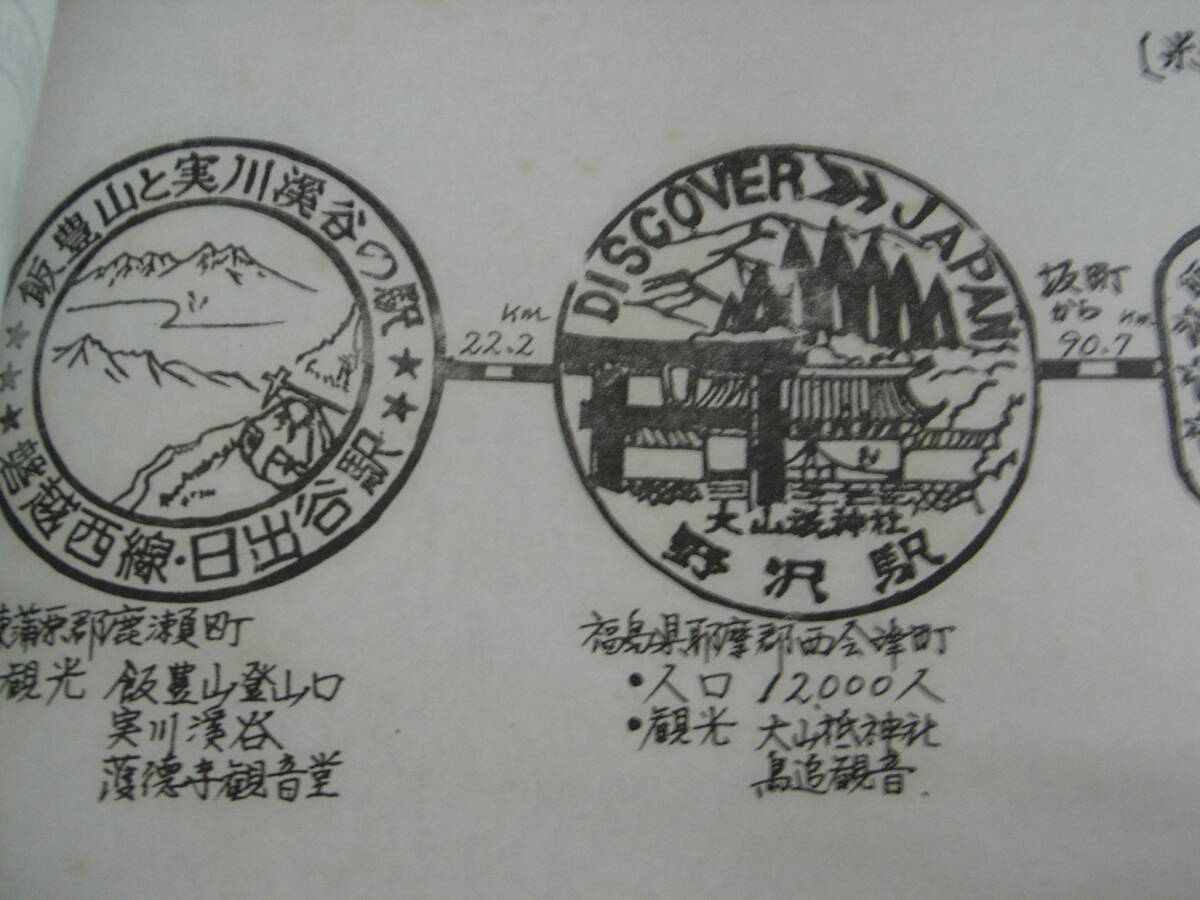 飯豊山と実川渓谷の駅
磐越西線・日出谷駅
22.2 Km
DISCOVER JAPAN
大山祇神社
野沢駅
坂町
から Km
90.7
(米
東蒲原郡鹿瀬町
観光 飯豊山登山口
実川渓谷
護徳寺観音堂
福島県耶摩郡西会津町
・人口 12,000人
・観光 大山祇神社
鳥追観音